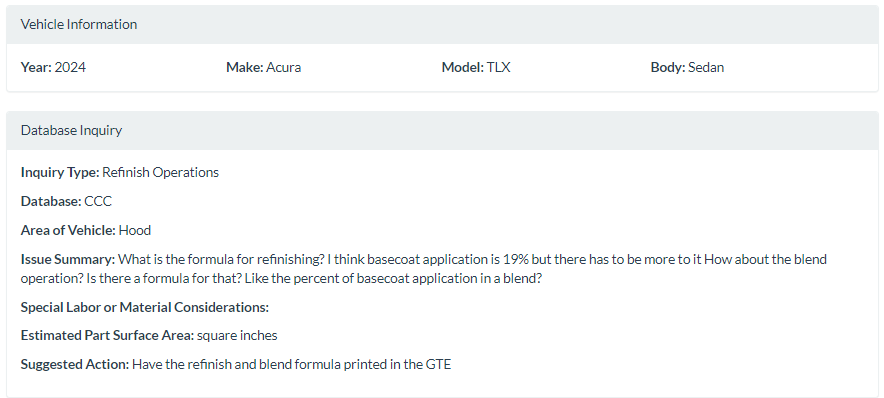 Vehicle Information
Year: 2024 Make: Acura Model: TLX Body: Sedan
Database Inquiry
Inquiry Type: Refinish Operations
Database: CCC
Area of Vehicle: Hood
Issue Summary: What is the formula for refinishing? I think basecoat application is 19% but there has to be more to it How about the blend
operation? Is there a formula for that? Like the percent of basecoat application in a blend?
Special Labor or Material Considerations:
Estimated Part Surface Area: square inches
Suggested Action: Have the refinish and blend formula printed in the GTE